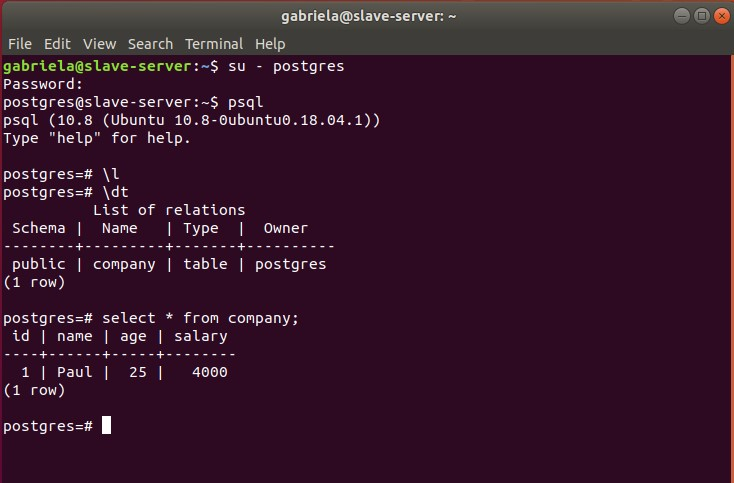 gabriela@slave-server: ~
File Edit View Search Terminal Help
gabriela@slave-server:~$ su - postgres
Password:
postgres@slave-server:~$ psql
psql (10.8 (Ubuntu 10.8-0ubuntu0.18.04.1))
Type "help" for help.
postgres=# \l
postgres=# \dt
          List of relations
 Schema |  Name   | Type  |  Owner
--------+---------+-------+----------
 public | company | table | postgres
(1 row)
postgres=# select * from company;
 id | name | age | salary
----+------+-----+--------
  1 | Paul |  25 |   4000
(1 row)
postgres=#